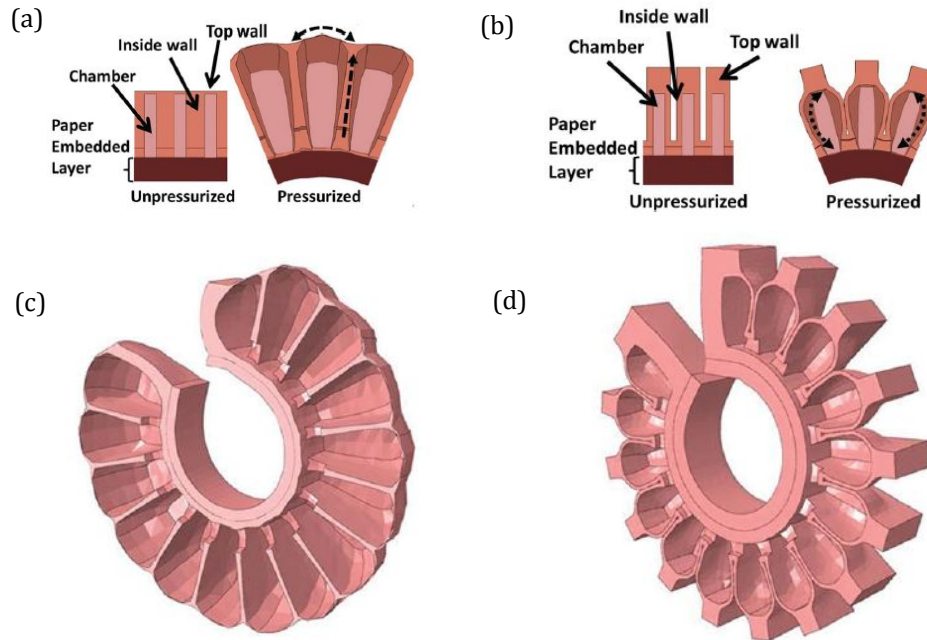 (a)
Top wall
Inside wall
Chamber
Paper
Embedded
Layer
Unpressurized
Pressurized
(b)
Inside wall
Top wall
Chamber
Paper
Embedded
Layer
Unpressurized
Pressurized
(c)
(d)